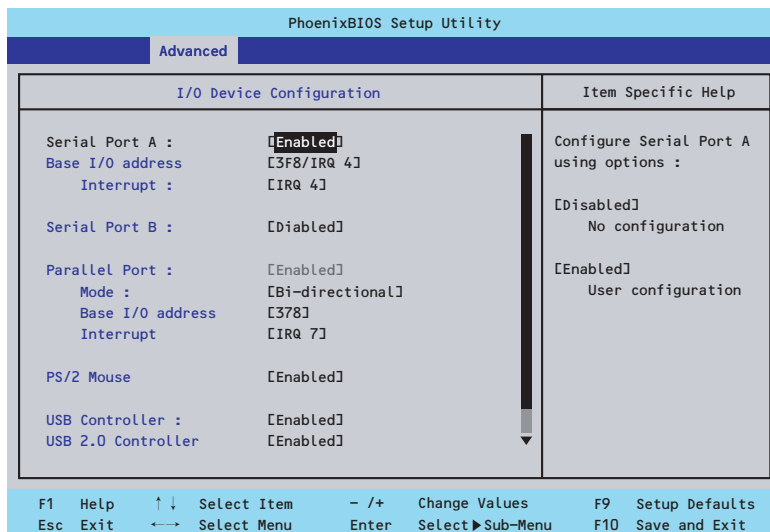 PhoenixBIOS Setup Utility
Advanced
I/O Device Configuration
Item Specific Help
Serial Port A : [Enabled]
Base I/O address [3F8/IRQ 4]
Interrupt : [IRQ 4]
Serial Port B : [Diabled]
Parallel Port : [Enabled]
Mode : [Bi-directional]
Base I/O address [378]
Interrupt [IRQ 7]
PS/2 Mouse [Enabled]
USB Controller : [Enabled]
USB 2.0 Controller [Enabled]
Configure Serial Port A
using options :
[Disabled]
No configuration
[Enabled]
User configuration
F1 Help ↑↓ Select Item - /+ Change Values F9 Setup Defaults
Esc Exit ←→ Select Menu Enter Select▶Sub-Menu F10 Save and Exit